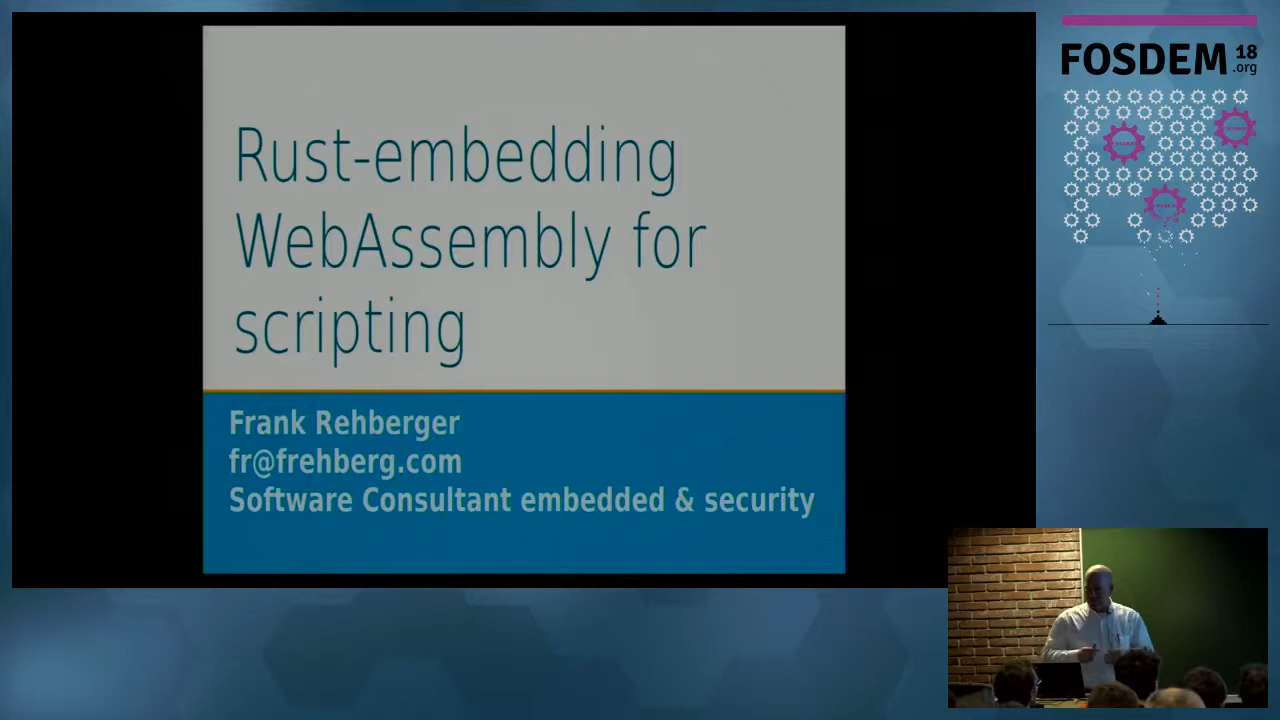 Rust-embedding
WebAssembly for
scripting
Frank Rehberger
fr@frehberg.com
Software Consultant embedded & security
FOSDEM 18
.org